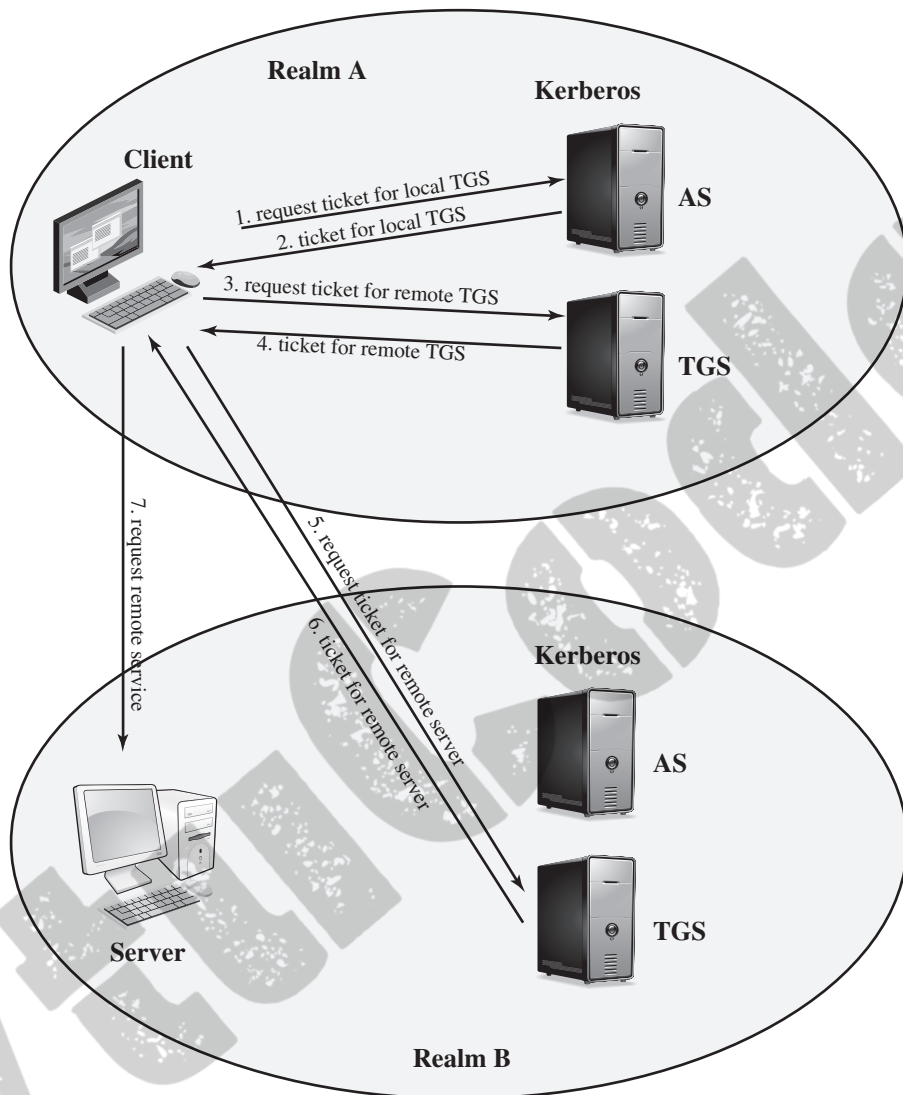 Realm A
Kerberos
Client
1. request ticket for local TGS
AS
2. ticket for local TGS
3. request ticket for remote TGS
4. ticket for remote TGS
TGS
7. request remote service
5. request ticket for remote server
6. ticket for remote server
Kerberos
AS
TGS
Server
Realm B